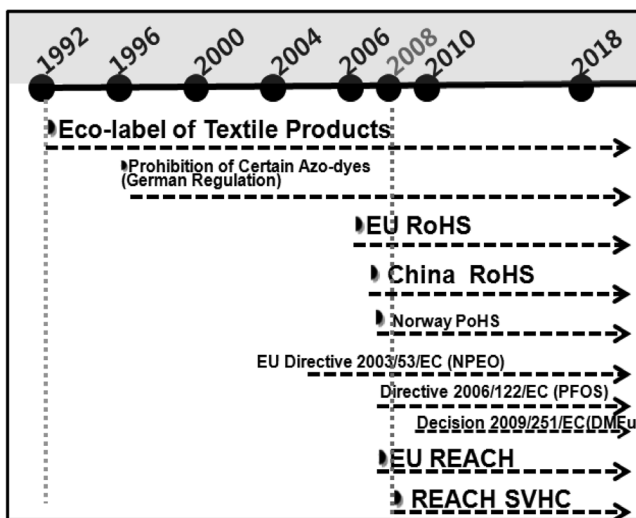 1992 1996 2000 2004 2006 2008 2010 2018
Eco-label of Textile Products
Prohibition of Certain Azo-dyes
(German Regulation)
EU RoHS
China RoHS
Norway PoHS
EU Directive 2003/53/EC (NPEO)
Directive 2006/122/EC (PFOS)
Decision 2009/251/EC(DMFu
EU REACH
REACH SVHC